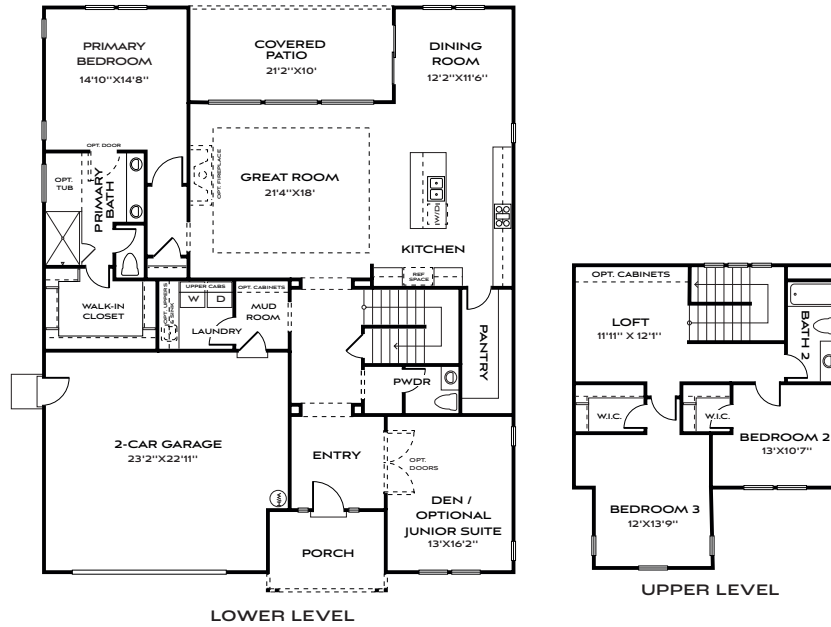 PRIMARY
BEDROOM
14'10"X14'8"
COVERED
PATIO
21'2"X10'
DINING
ROOM
12'2"X11'6"
OPT. DOOR
OPT.
TUB
PRIMARY
BATH
OPT. FIREPLACE
GREAT ROOM
21'4"X18'
(W/D)
KITCHEN
REF
SPACE
WALK-IN
CLOSET
OPT. UPPERS
& SINK
UPPER CABS
W D
LAUNDRY
OPT. CABINETS
MUD
ROOM
PANTRY
PWDR
2-CAR GARAGE
23'2"X22'11"
ENTRY
OPT.
DOORS
DEN /
OPTIONAL
JUNIOR SUITE
13'X16'2"
PORCH
LOWER LEVEL
OPT. CABINETS
LOFT
11'11" X 12'1"
BATH 2
W.I.C.
W.I.C.
BEDROOM 2
13'X10'7"
BEDROOM 3
12'X13'9"
UPPER LEVEL